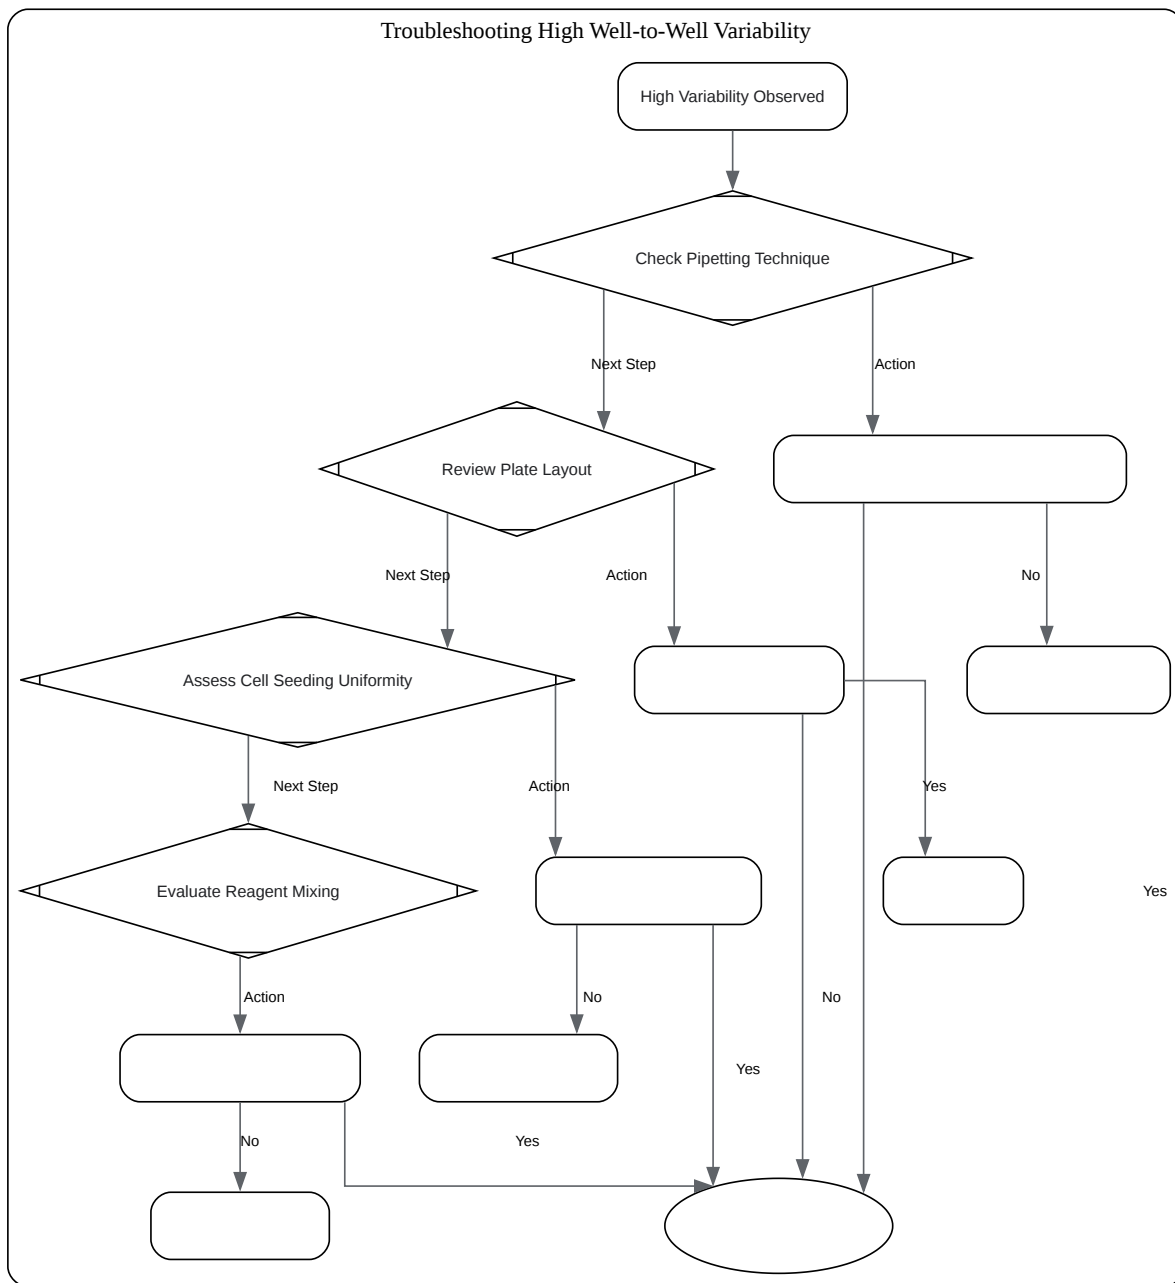 Troubleshooting High Well-to-Well Variability
High Variability Observed
Check Pipetting Technique
Next Step
Action
Review Plate Layout
Next Step
Action
No
Assess Cell Seeding Uniformity
Next Step
Action
Yes
Evaluate Reagent Mixing
Yes
Action
No
No
Yes
No
Yes